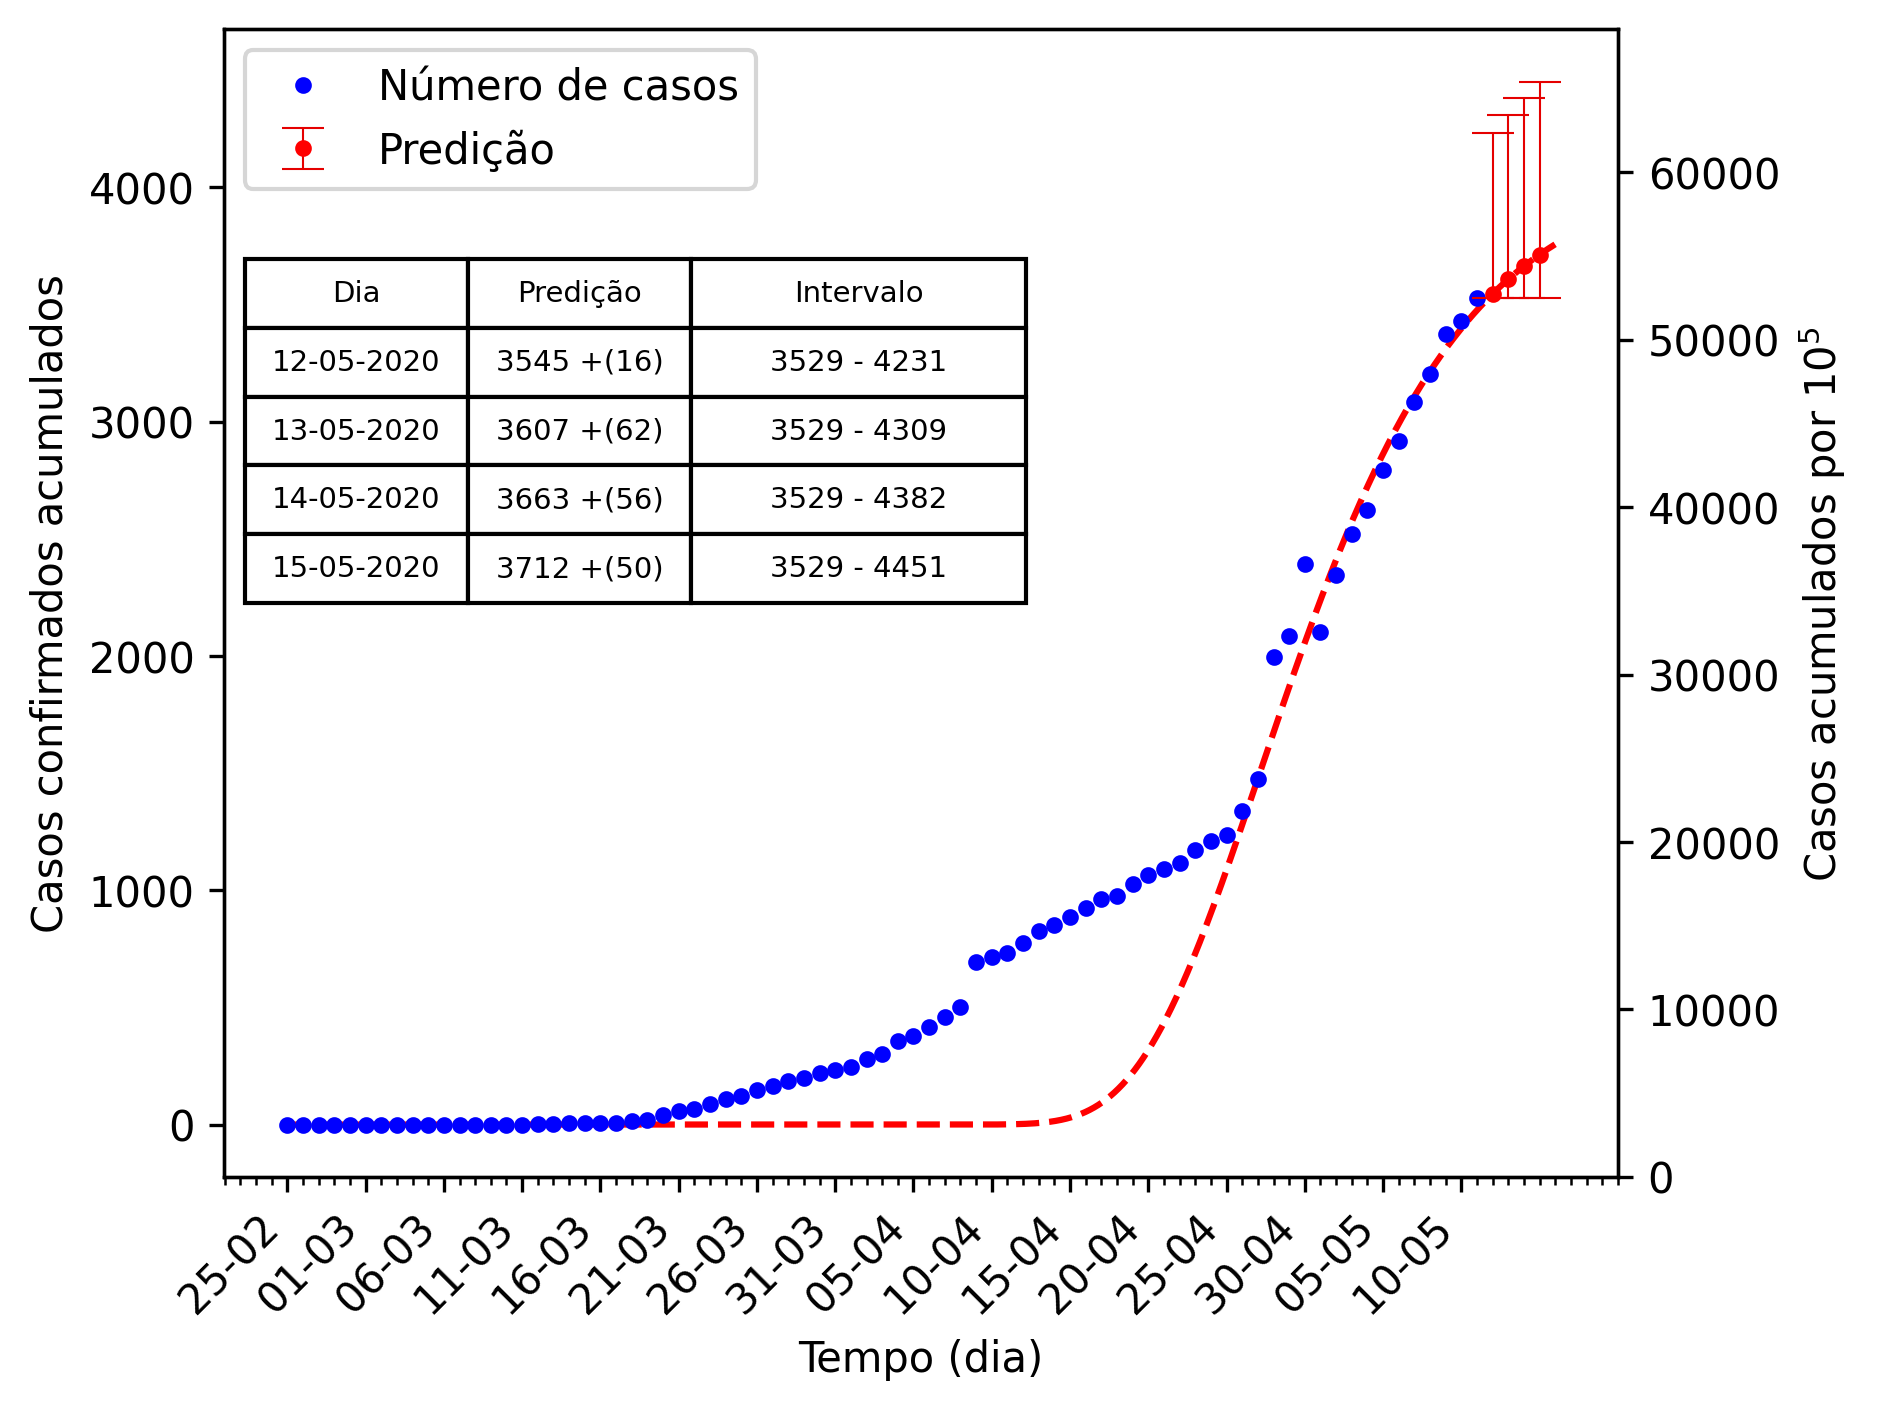 Número de casos
Predição
Dia Predição Intervalo
12-05-2020 3545 +(16) 3529 - 4231
13-05-2020 3607 +(62) 3529 - 4309
14-05-2020 3663 +(56) 3529 - 4382
15-05-2020 3712 +(50) 3529 - 4451
Casos confirmados acumulados
4000
3000
2000
1000
0
60000
50000
40000
30000
20000
10000
0
Casos acumulados por 10⁵
25-02 01-03 06-03 11-03 16-03 21-03 26-03 31-03 05-04 10-04 15-04 20-04 25-04 30-04 05-05 10-05
Tempo (dia)